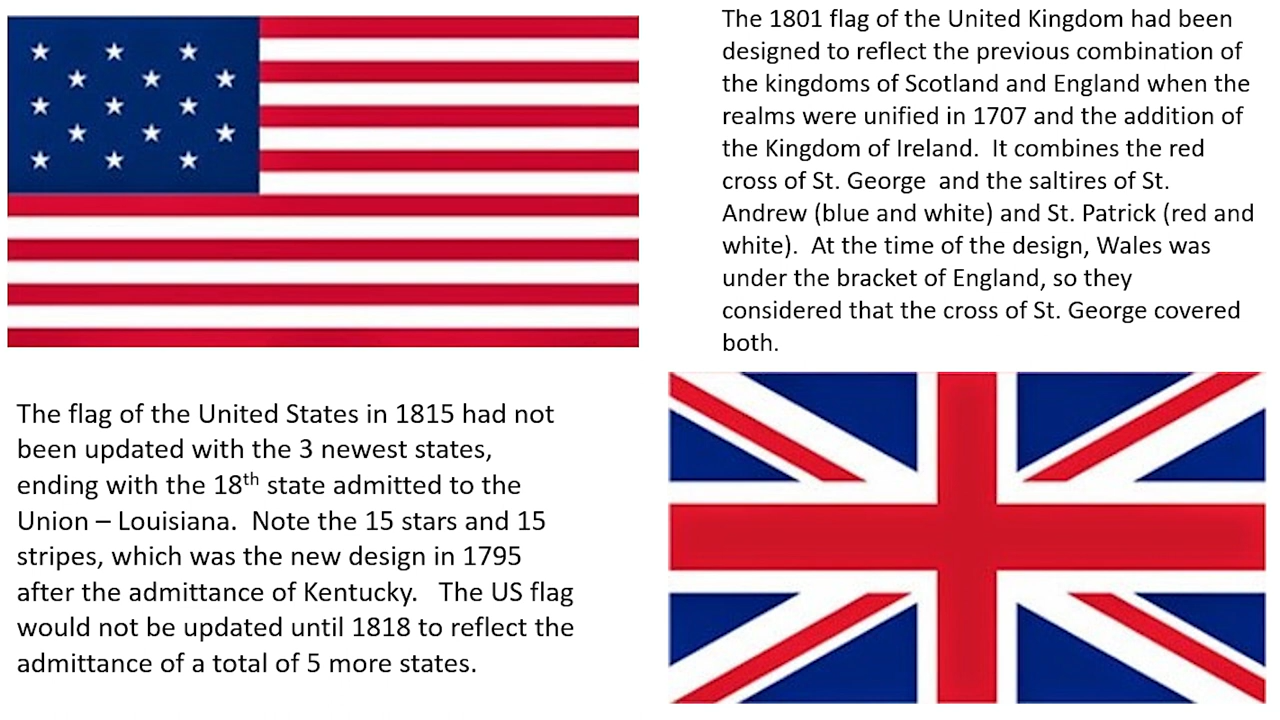 The 1801 flag of the United Kingdom had been
designed to reflect the previous combination of
the kingdoms of Scotland and England when the
realms were unified in 1707 and the addition of
the Kingdom of Ireland.  It combines the red
cross of St. George  and the saltires of St.
Andrew (blue and white) and St. Patrick (red and
white).  At the time of the design, Wales was
under the bracket of England, so they
considered that the cross of St. George covered
both.
The flag of the United States in 1815 had not
been updated with the 3 newest states,
ending with the 18th state admitted to the
Union – Louisiana.  Note the 15 stars and 15
stripes, which was the new design in 1795
after the admittance of Kentucky.   The US flag
would not be updated until 1818 to reflect the
admittance of a total of 5 more states.